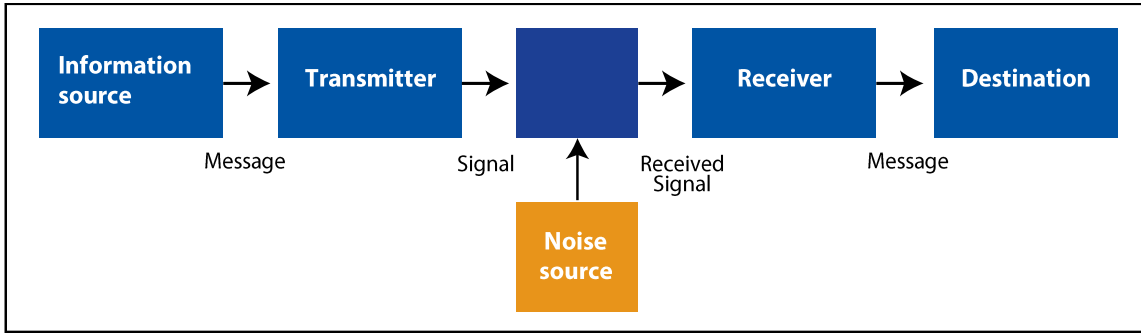 Information
source
Transmitter
Receiver
Destination
Message
Signal
Received
Signal
Message
Noise
source